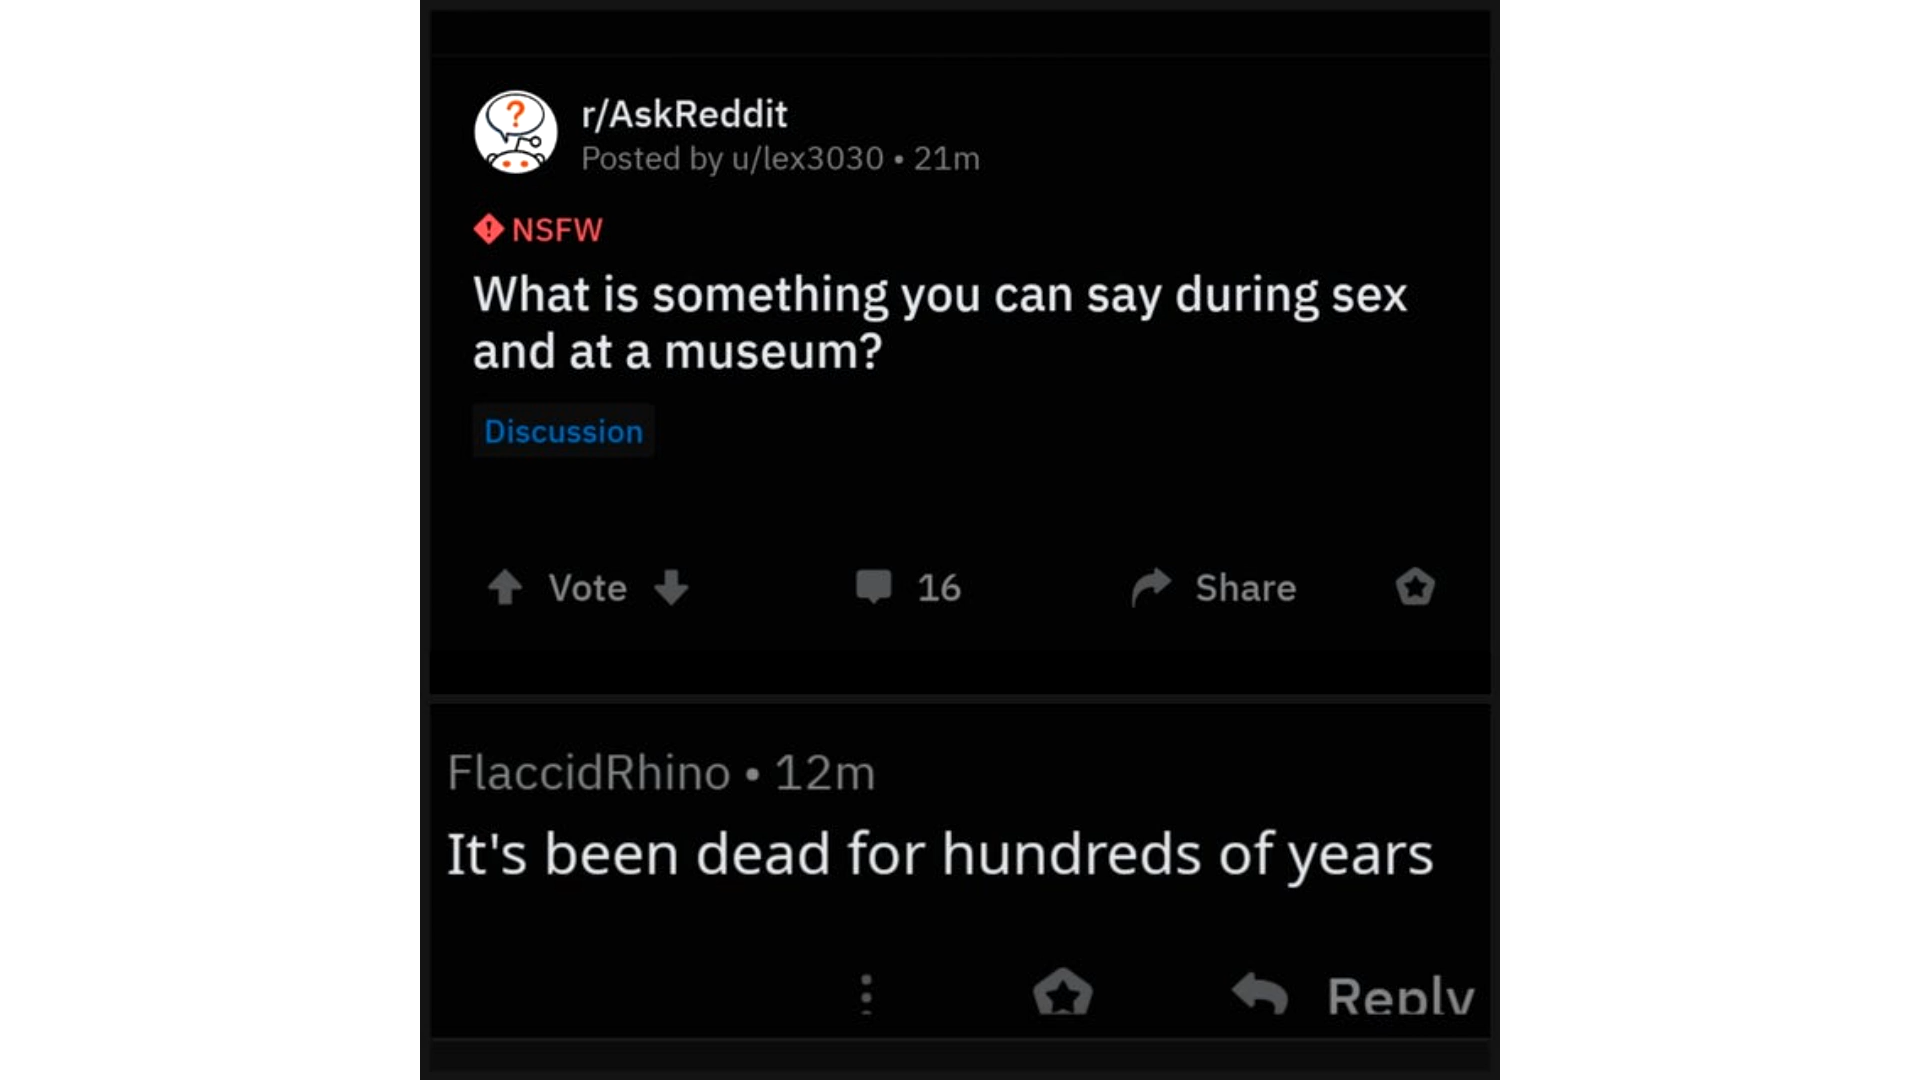 ?
r/AskReddit
Posted by u/lex3030 • 21m
! NSFW
What is something you can say during sex
and at a museum?
Discussion
Vote
16
Share
FlaccidRhino • 12m
It's been dead for hundreds of years
Reply